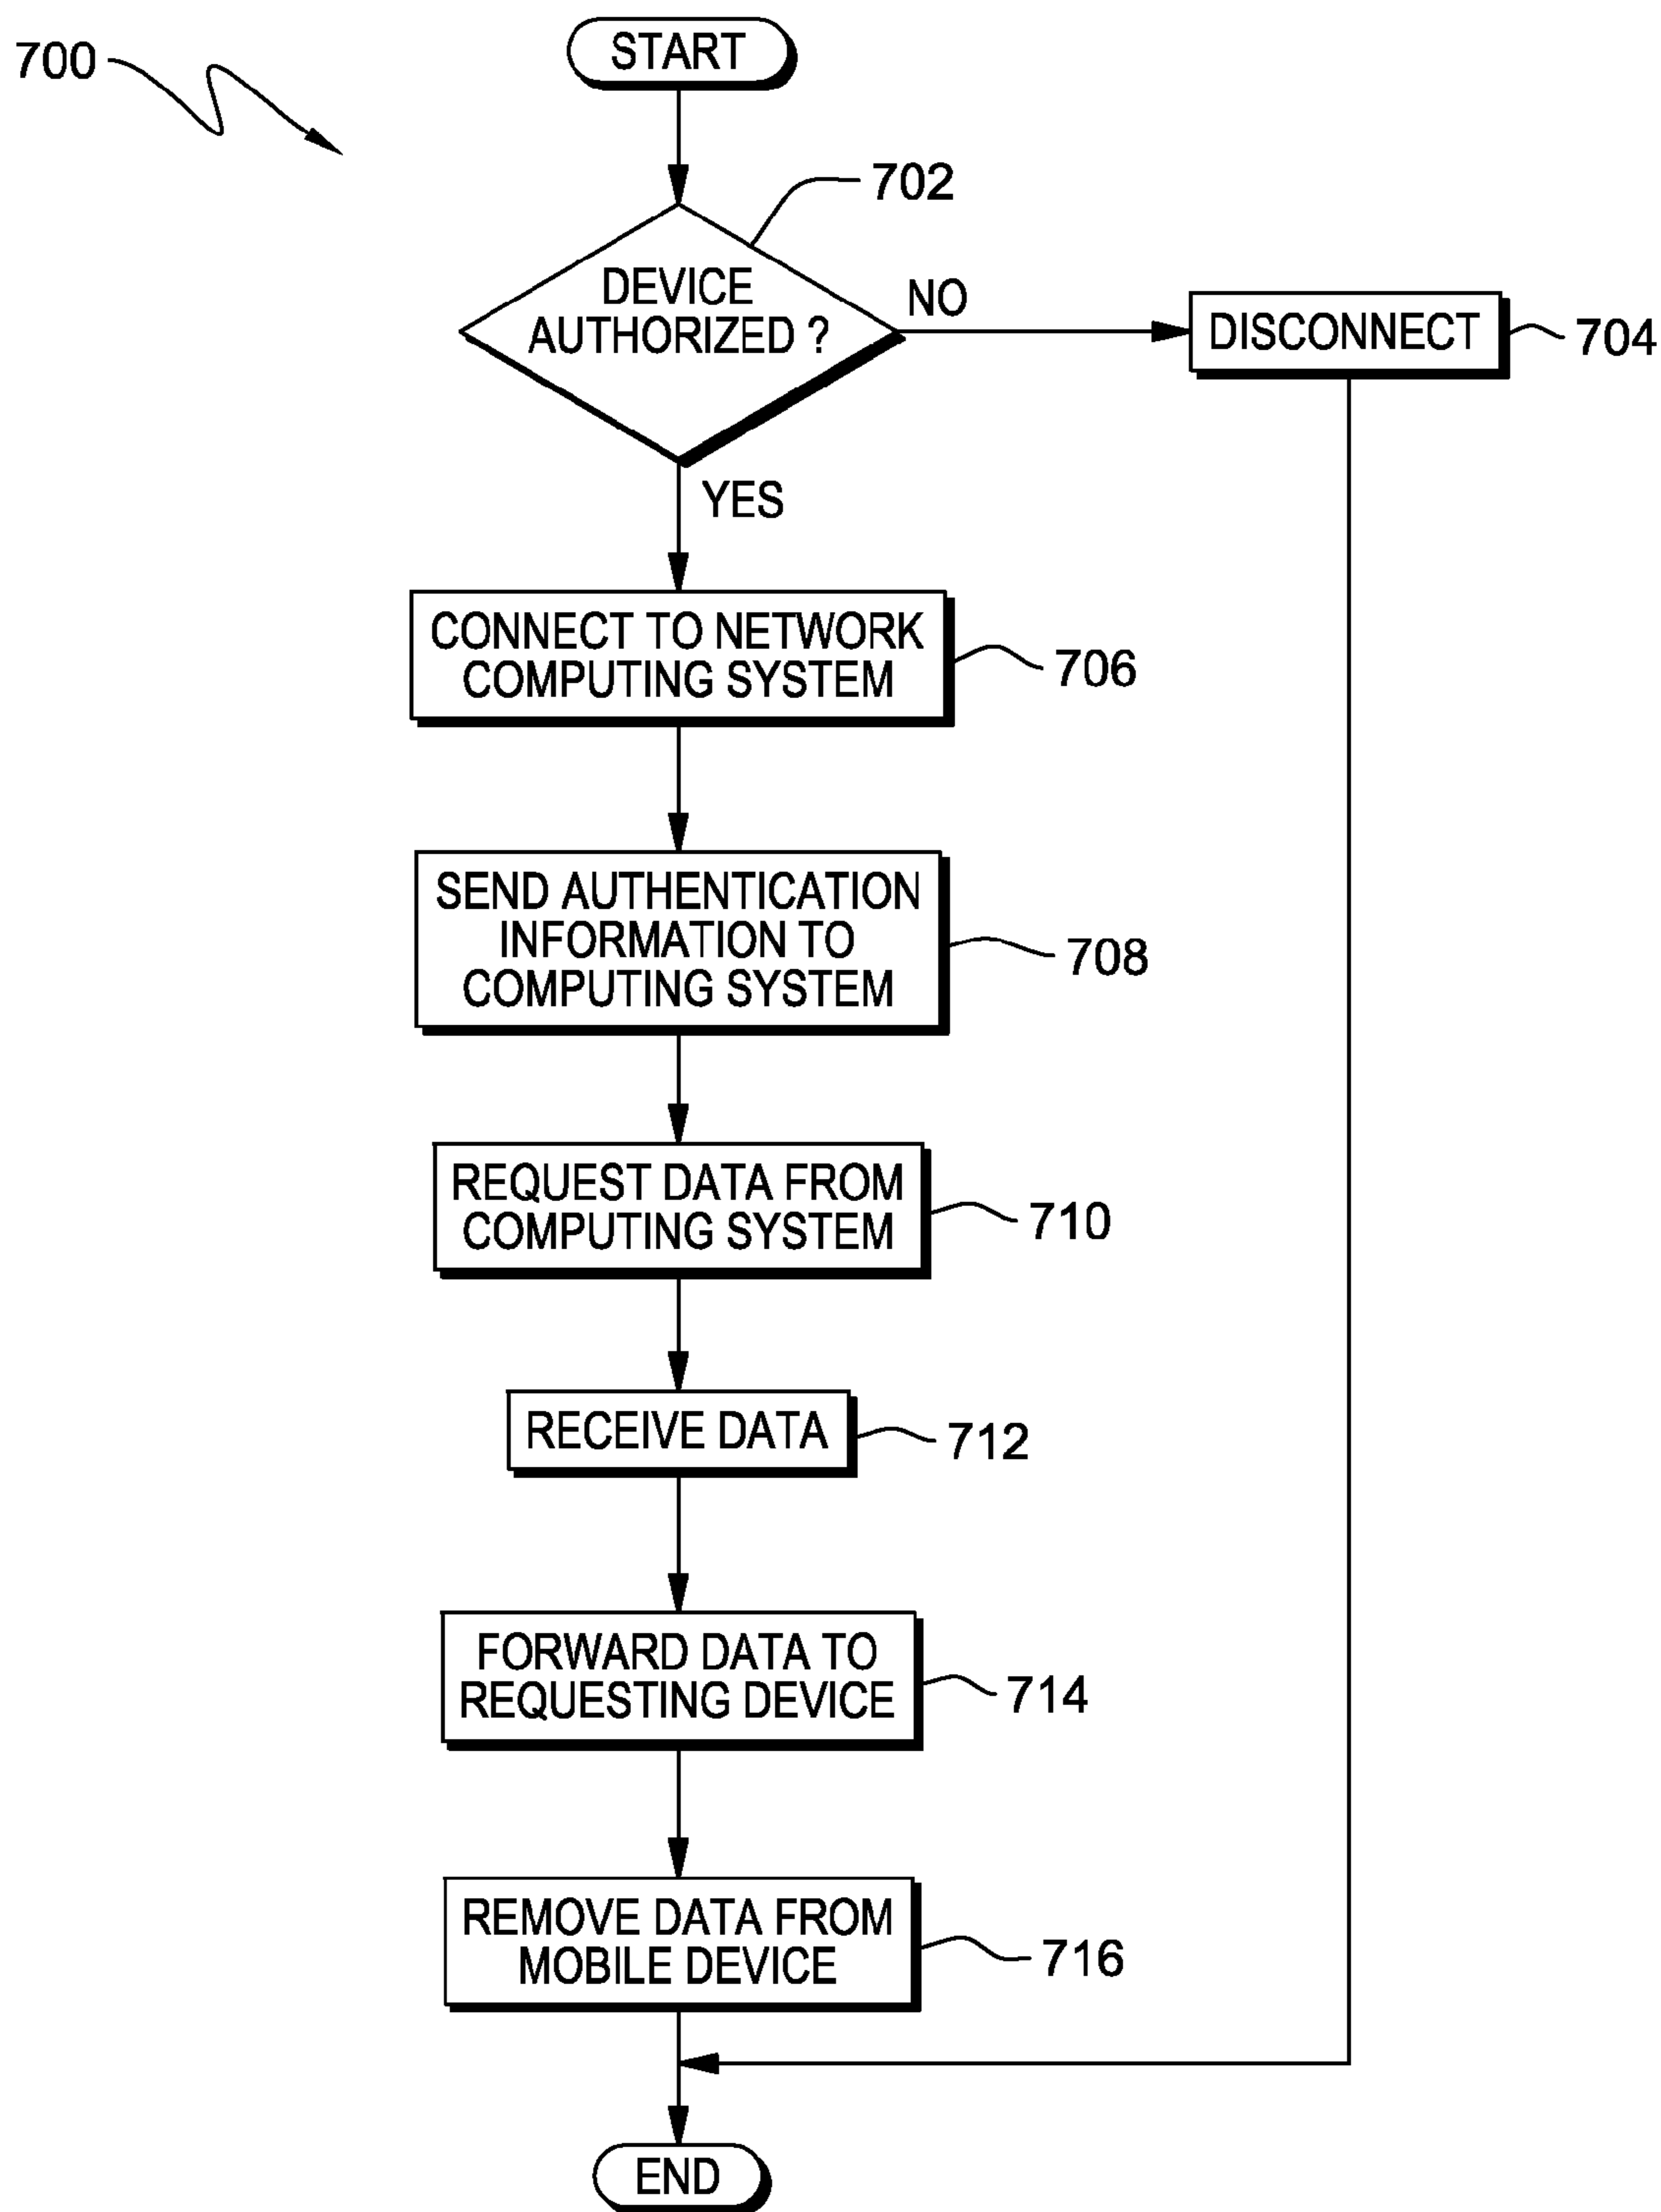 START
700
702
DEVICE
AUTHORIZED ?
NO
DISCONNECT
704
YES
CONNECT TO NETWORK
COMPUTING SYSTEM
706
SEND AUTHENTICATION
INFORMATION TO
COMPUTING SYSTEM
708
REQUEST DATA FROM
COMPUTING SYSTEM
710
RECEIVE DATA
712
FORWARD DATA TO
REQUESTING DEVICE
714
REMOVE DATA FROM
MOBILE DEVICE
716
END